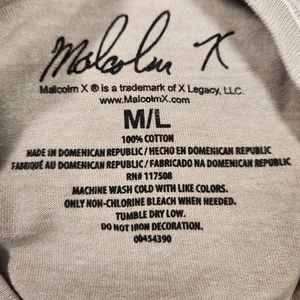 Malcolm X
Malcolm X ® is a trademark of X Legacy, LLC.
www.MalcolmX.com
M/L
100% COTTON
MADE IN DOMENICAN REPUBLIC / HECHO EN DOMENICAN REPUBLIC
FABRIQUÉ AU DOMENICAN REPUBLIC / FABRICADO NA DOMENICAN REPUBLIC
RN# 117508
MACHINE WASH COLD WITH LIKE COLORS.
ONLY NON-CHLORINE BLEACH WHEN NEEDED.
TUMBLE DRY LOW.
DO NOT IRON DECORATION.
00454390